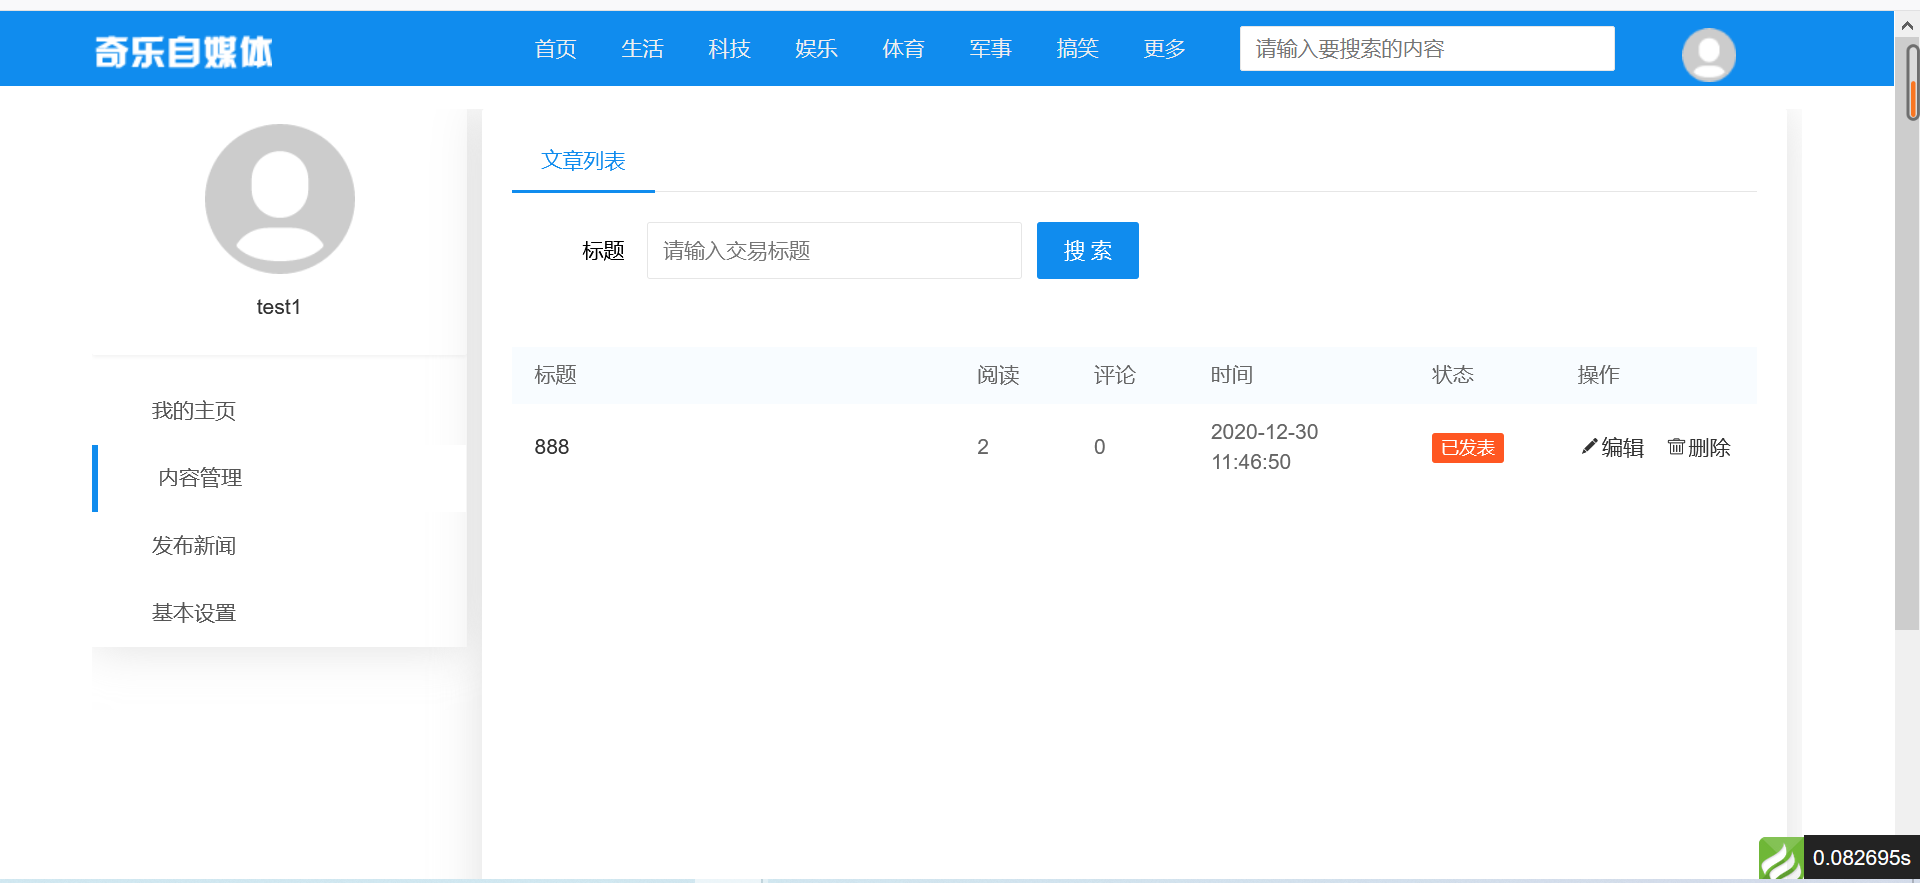 奇乐自媒体
首页 生活 科技 娱乐 体育 军事 搞笑 更多 请输入要搜索的内容
test1
我的主页
内容管理
发布新闻
基本设置
文章列表
标题 请输入交易标题 搜索
标题 阅读 评论 时间 状态 操作
888 2 0 2020-12-30 11:46:50 已发表 编辑 删除
0.082695s